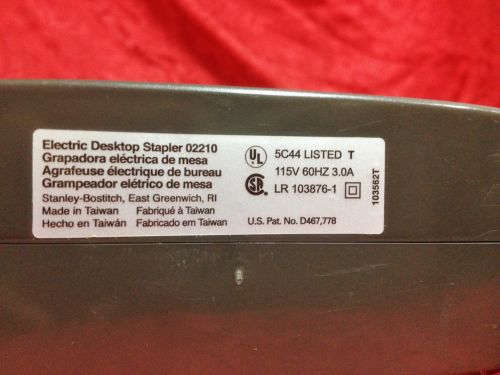 Electric Desktop Stapler 02210
Grapadora eléctrica de mesa
Agrafeuse électrique de bureau
Grampeador elétrico de mesa
Stanley-Bostitch, East Greenwich, RI
Made in Taiwan Fabriqué à Taiwan
Hecho en Taiwán Fabricado em Taiwan
UL 5C44 LISTED T
115V 60HZ 3.0A
SA LR 103876-1
U.S. Pat. No. D467,778
103562T